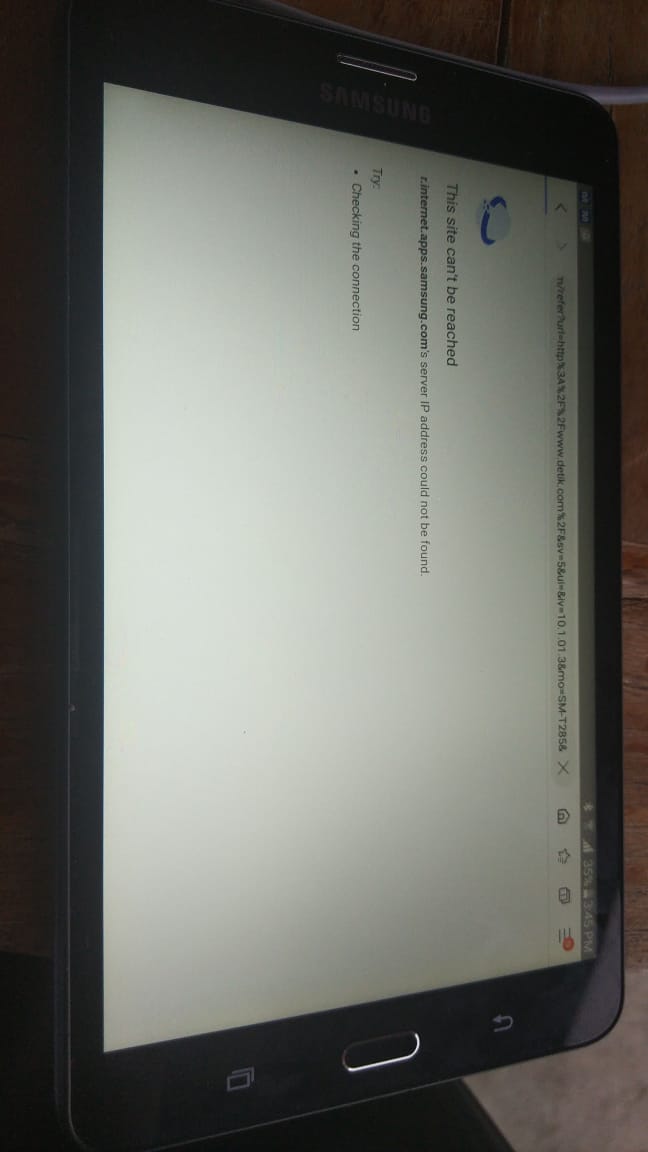 35% 3:45 PM
m/refer?url=http%3A%2F%2Fwww.detik.com%2F&sv=5&ui=&iv=10.1.01.3&mo=SM-T285&
This site can't be reached
r.internet.apps.samsung.com's server IP address could not be found.
Try:
• Checking the connection
SAMSUNG